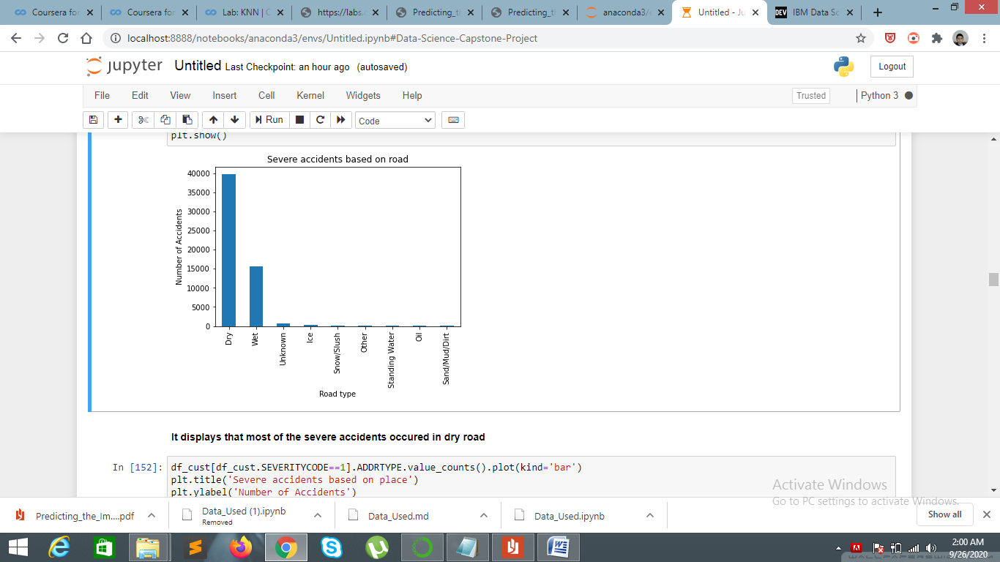 Coursera for
Coursera for
Lab: KNN | C
https://labs.c
Predicting_th
Predicting_th
anaconda3/e
Untitled - Ju
DEV
IBM Data Sc
localhost:8888/notebooks/anaconda3/envs/Untitled.ipynb#Data-Science-Capstone-Project
jupyter Untitled Last Checkpoint: an hour ago (autosaved)
Logout
File Edit View Insert Cell Kernel Widgets Help
Trusted
Python 3
Run
Code
plt.show()
Severe accidents based on road
40000
35000
30000
25000
20000
15000
10000
5000
0
Number of Accidents
Dry
Wet
Unknown
Ice
Snow/Slush
Other
Standing Water
Oil
Sand/Mud/Dirt
Road type
It displays that most of the severe accidents occured in dry road
In [152]: df_cust[df_cust.SEVERITYCODE==1].ADDRTYPE.value_counts().plot(kind='bar')
plt.title('Severe accidents based on place')
plt.ylabel('Number of Accidents')
Activate Windows
Go to PC settings to activate Windows.
Predicting_the_Im....pdf
Data_Used (1).ipynb
Removed
Data_Used.md
Data_Used.ipynb
Show all
2:00 AM
9/26/2020